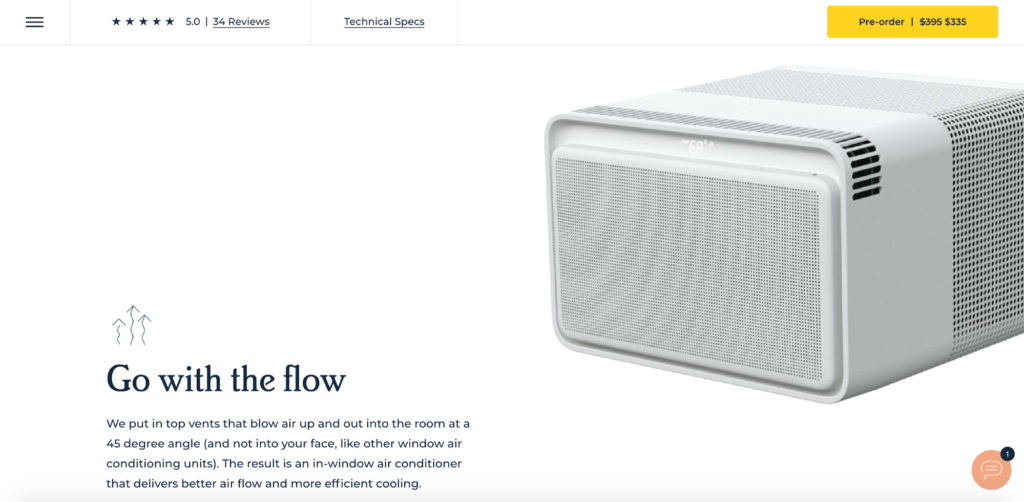 ★★★★★ 5.0 | 34 Reviews
Technical Specs
Pre-order | $395 $335
68°
Go with the flow
We put in top vents that blow air up and out into the room at a
45 degree angle (and not into your face, like other window air
conditioning units). The result is an in-window air conditioner
that delivers better air flow and more efficient cooling.
1